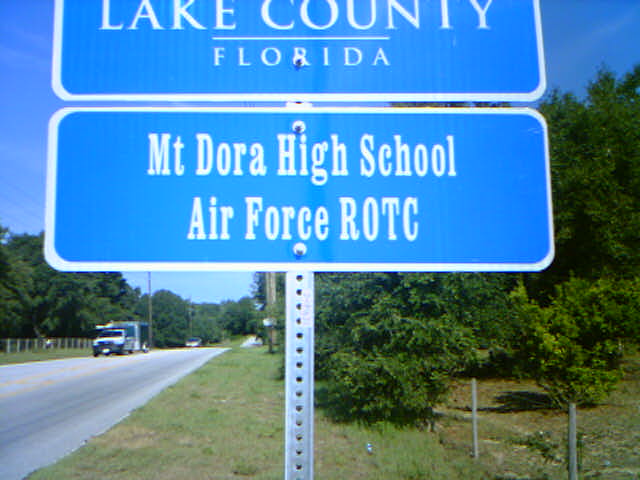 LAKE COUNTY
FLORIDA
Mt Dora High School
Air Force ROTC